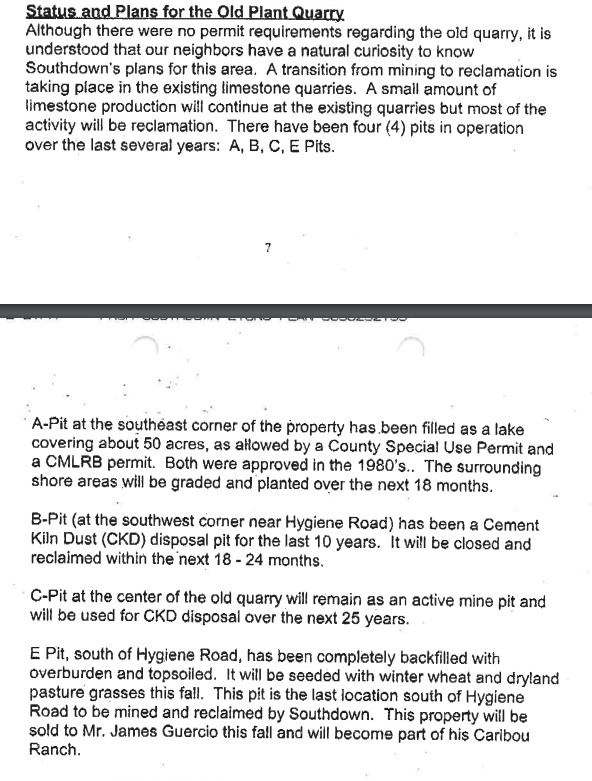 Status and Plans for the Old Plant Quarry
Although there were no permit requirements regarding the old quarry, it is
understood that our neighbors have a natural curiosity to know
Southdown's plans for this area. A transition from mining to reclamation is
taking place in the existing limestone quarries. A small amount of
limestone production will continue at the existing quarries but most of the
activity will be reclamation. There have been four (4) pits in operation
over the last several years: A, B, C, E Pits.
7
A-Pit at the southeast corner of the property has been filled as a lake
covering about 50 acres, as allowed by a County Special Use Permit and
a CMLRB permit. Both were approved in the 1980's.. The surrounding
shore areas will be graded and planted over the next 18 months.
B-Pit (at the southwest corner near Hygiene Road) has been a Cement
Kiln Dust (CKD) disposal pit for the last 10 years. It will be closed and
reclaimed within the next 18 - 24 months.
C-Pit at the center of the old quarry will remain as an active mine pit and
will be used for CKD disposal over the next 25 years.
E Pit, south of Hygiene Road, has been completely backfilled with
overburden and topsoiled. It will be seeded with winter wheat and dryland
pasture grasses this fall. This pit is the last location south of Hygiene
Road to be mined and reclaimed by Southdown. This property will be
sold to Mr. James Guercio this fall and will become part of his Caribou
Ranch.